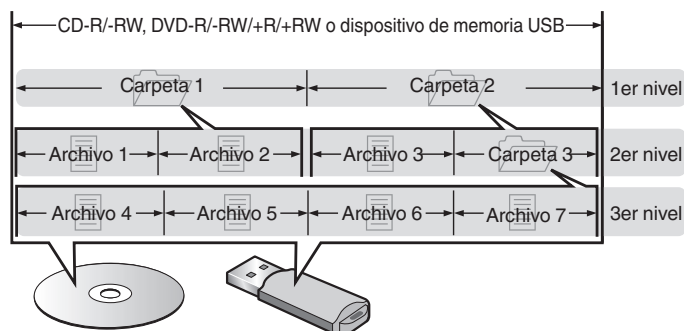 CD-R/-RW, DVD-R/-RW/+R/+RW o dispositivo de memoria USB
Carpeta 1 Carpeta 2 1er nivel
Archivo 1 Archivo 2 Archivo 3 Carpeta 3 2er nivel
Archivo 4 Archivo 5 Archivo 6 Archivo 7 3er nivel